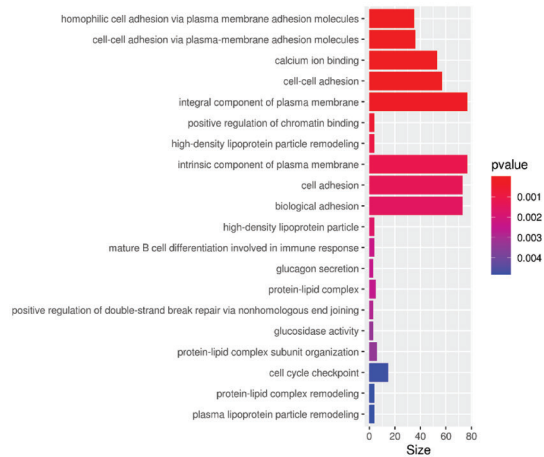 homophilic cell adhesion via plasma membrane adhesion molecules
cell-cell adhesion via plasma-membrane adhesion molecules
calcium ion binding
cell-cell adhesion
integral component of plasma membrane
positive regulation of chromatin binding
high-density lipoprotein particle remodeling
intrinsic component of plasma membrane
cell adhesion
biological adhesion
high-density lipoprotein particle
mature B cell differentiation involved in immune response
glucagon secretion
protein-lipid complex
positive regulation of double-strand break repair via nonhomologous end joining
glucosidase activity
protein-lipid complex subunit organization
cell cycle checkpoint
protein-lipid complex remodeling
plasma lipoprotein particle remodeling
0 20 40 60 80
Size
pvalue
0.001
0.002
0.003
0.004